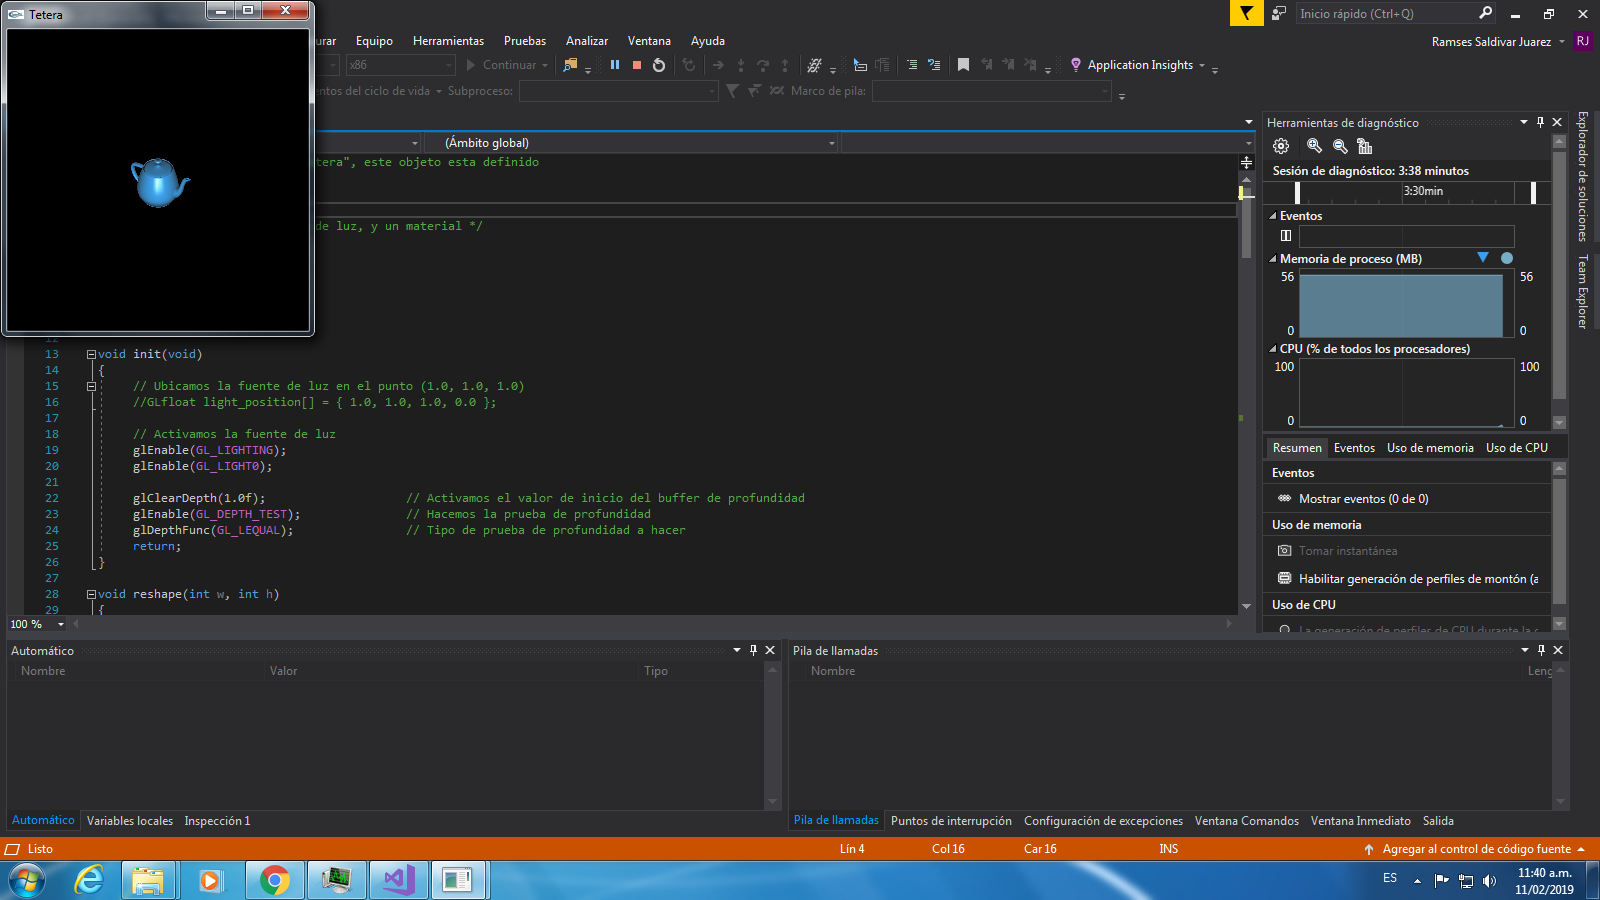 Tetera
Inicio rápido (Ctrl+Q)
urar Equipo Herramientas Pruebas Analizar Ventana Ayuda
Ramses Saldivar Juarez RJ
x86 Continuar Application Insights
ntos del ciclo de vida Subproceso: Marco de pila:
(Ámbito global)
tera", este objeto esta definido
de luz, y un material */
12
13 void init(void)
14 {
15 // Ubicamos la fuente de luz en el punto (1.0, 1.0, 1.0)
16 //GLfloat light_position[] = { 1.0, 1.0, 1.0, 0.0 };
17
18 // Activamos la fuente de luz
19 glEnable(GL_LIGHTING);
20 glEnable(GL_LIGHT0);
21
22 glClearDepth(1.0f); // Activamos el valor de inicio del buffer de profundidad
23 glEnable(GL_DEPTH_TEST); // Hacemos la prueba de profundidad
24 glDepthFunc(GL_LEQUAL); // Tipo de prueba de profundidad a hacer
25 return;
26 }
27
28 void reshape(int w, int h)
29 {
100 %
Herramientas de diagnóstico
Sesión de diagnóstico: 3:38 minutos
3:30min
Eventos
Memoria de proceso (MB)
56 56
0 0
CPU (% de todos los procesadores)
100 100
0 0
Resumen Eventos Uso de memoria Uso de CPU
Eventos
Mostrar eventos (0 de 0)
Uso de memoria
Tomar instantánea
Habilitar generación de perfiles de montón (a
Uso de CPU
La generación de perfiles de CPU durante la
Explorador de soluciones
Team Explorer
Automático
Nombre Valor Tipo
Automático Variables locales Inspección 1
Pila de llamadas
Nombre Leng
Pila de llamadas Puntos de interrupción Configuración de excepciones Ventana Comandos Ventana Inmediato Salida
Listo Lín 4 Col 16 Car 16 INS Agregar al control de código fuente
ES 11:40 a.m.
11/02/2019